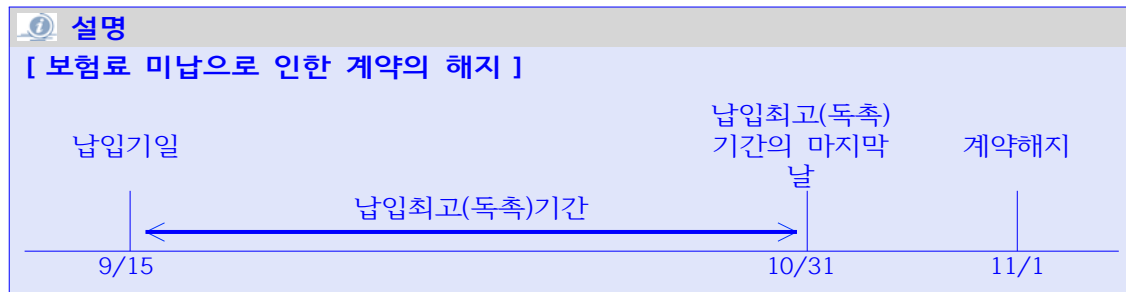 설명
[ 보험료 미납으로 인한 계약의 해지 ]
납입기일
납입최고(독촉)
기간의 마지막
날
계약해지
납입최고(독촉)기간
9/15
10/31
11/1